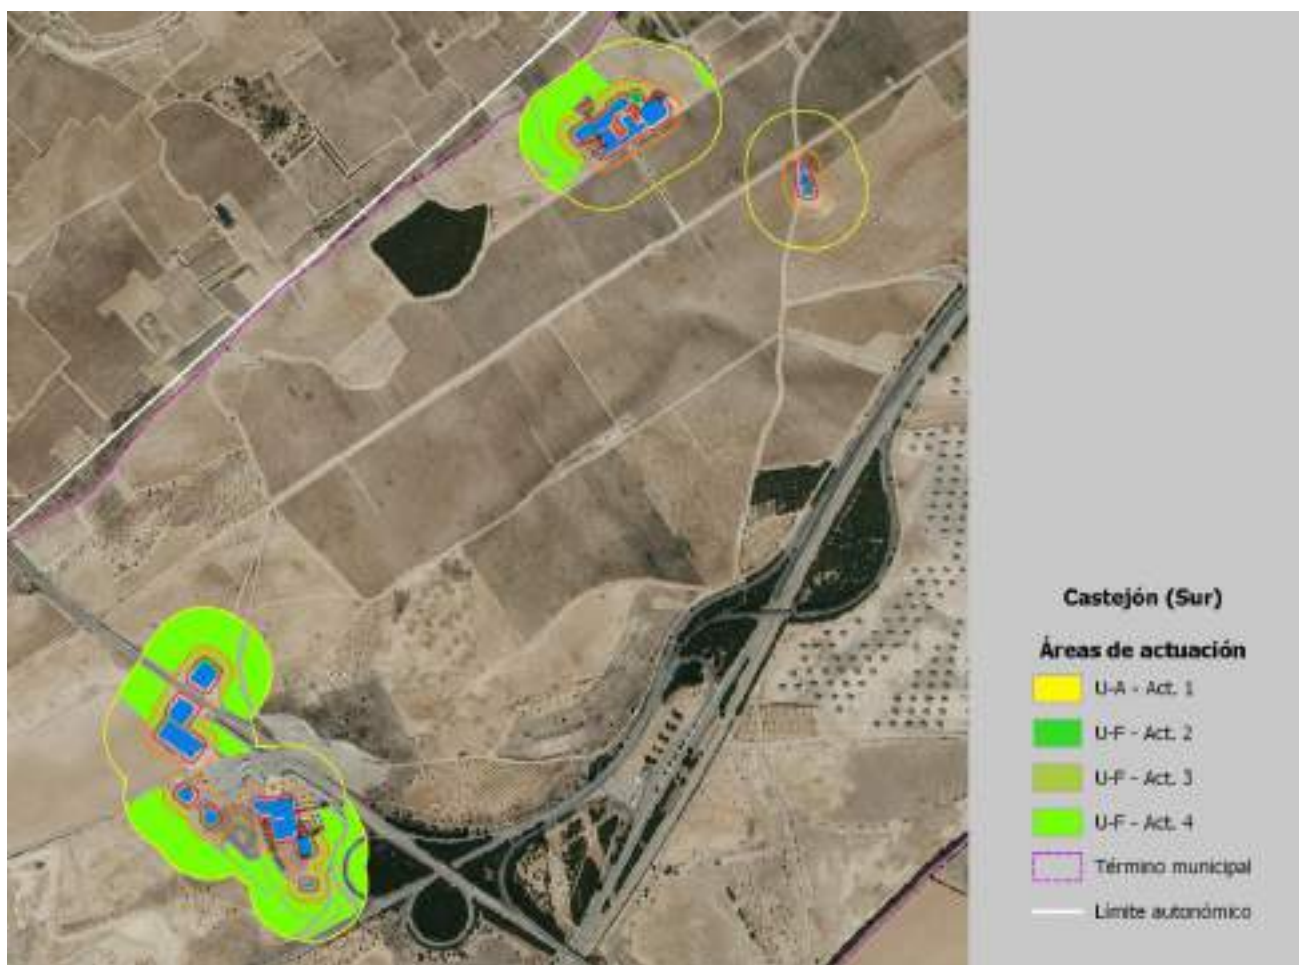 Castejón (Sur)
Áreas de actuación
U-A - Act. 1
U-F - Act. 2
U-F - Act. 3
U-F - Act. 4
Término municipal
Límite autonómico